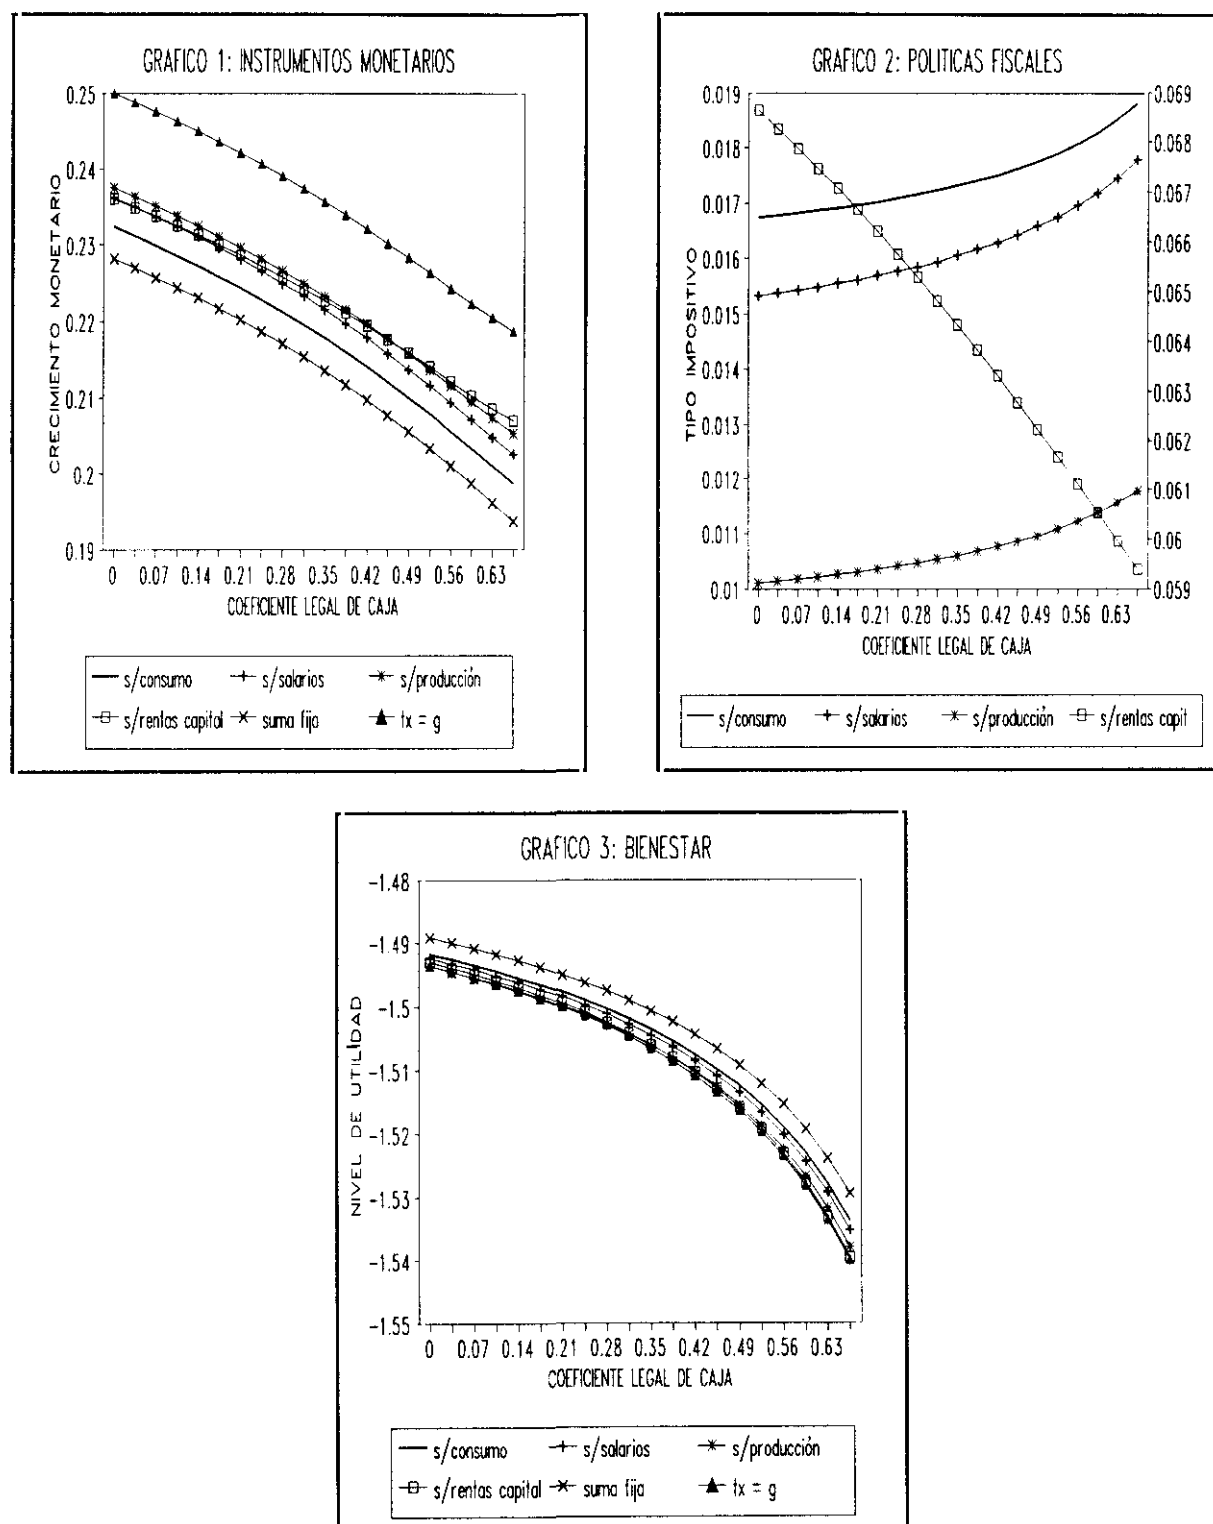 GRAFICO 1: INSTRUMENTOS MONETARIOS
CRECIMIENTO MONETARIO
0.25
0.24
0.23
0.22
0.21
0.2
0.19
0 0.07 0.14 0.21 0.28 0.35 0.42 0.49 0.56 0.63
COEFICIENTE LEGAL DE CAJA
s/consumo s/salarios s/producción
s/rentas capital suma fija tx = g
GRAFICO 2: POLITICAS FISCALES
TIPO IMPOSITIVO
0.019
0.018
0.017
0.016
0.015
0.014
0.013
0.012
0.011
0.01
0.069
0.068
0.067
0.066
0.065
0.064
0.063
0.062
0.061
0.06
0.059
0 0.07 0.14 0.21 0.28 0.35 0.42 0.49 0.56 0.63
COEFICIENTE LEGAL DE CAJA
s/consumo s/salarios s/producción s/rentas capit
GRAFICO 3: BIENESTAR
NIVEL DE UTILIDAD
-1.48
-1.49
-1.5
-1.51
-1.52
-1.53
-1.54
-1.55
0 0.07 0.14 0.21 0.28 0.35 0.42 0.49 0.56 0.63
COEFICIENTE LEGAL DE CAJA
s/consumo s/salarios s/producción
s/rentas capital suma fija tx = g